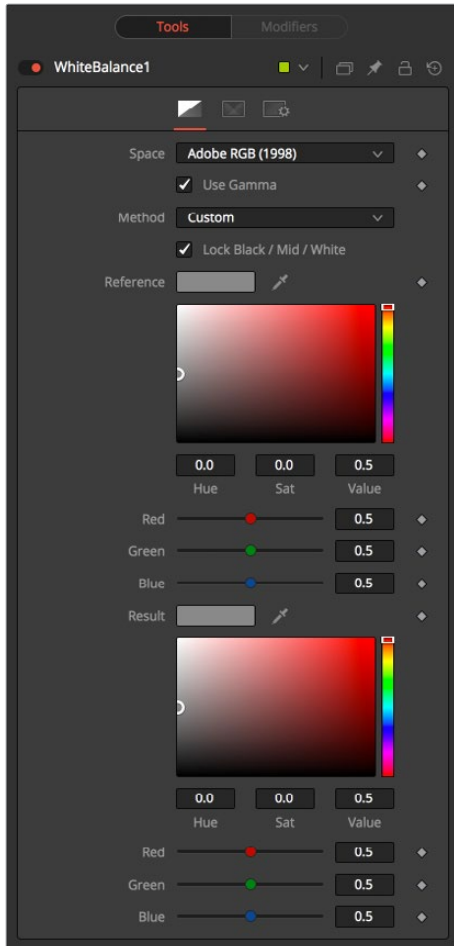 Tools Modifiers
WhiteBalance1
Space Adobe RGB (1998)
Use Gamma
Method Custom
Lock Black / Mid / White
Reference
0.0 0.0 0.5
Hue Sat Value
Red 0.5
Green 0.5
Blue 0.5
Result
0.0 0.0 0.5
Hue Sat Value
Red 0.5
Green 0.5
Blue 0.5